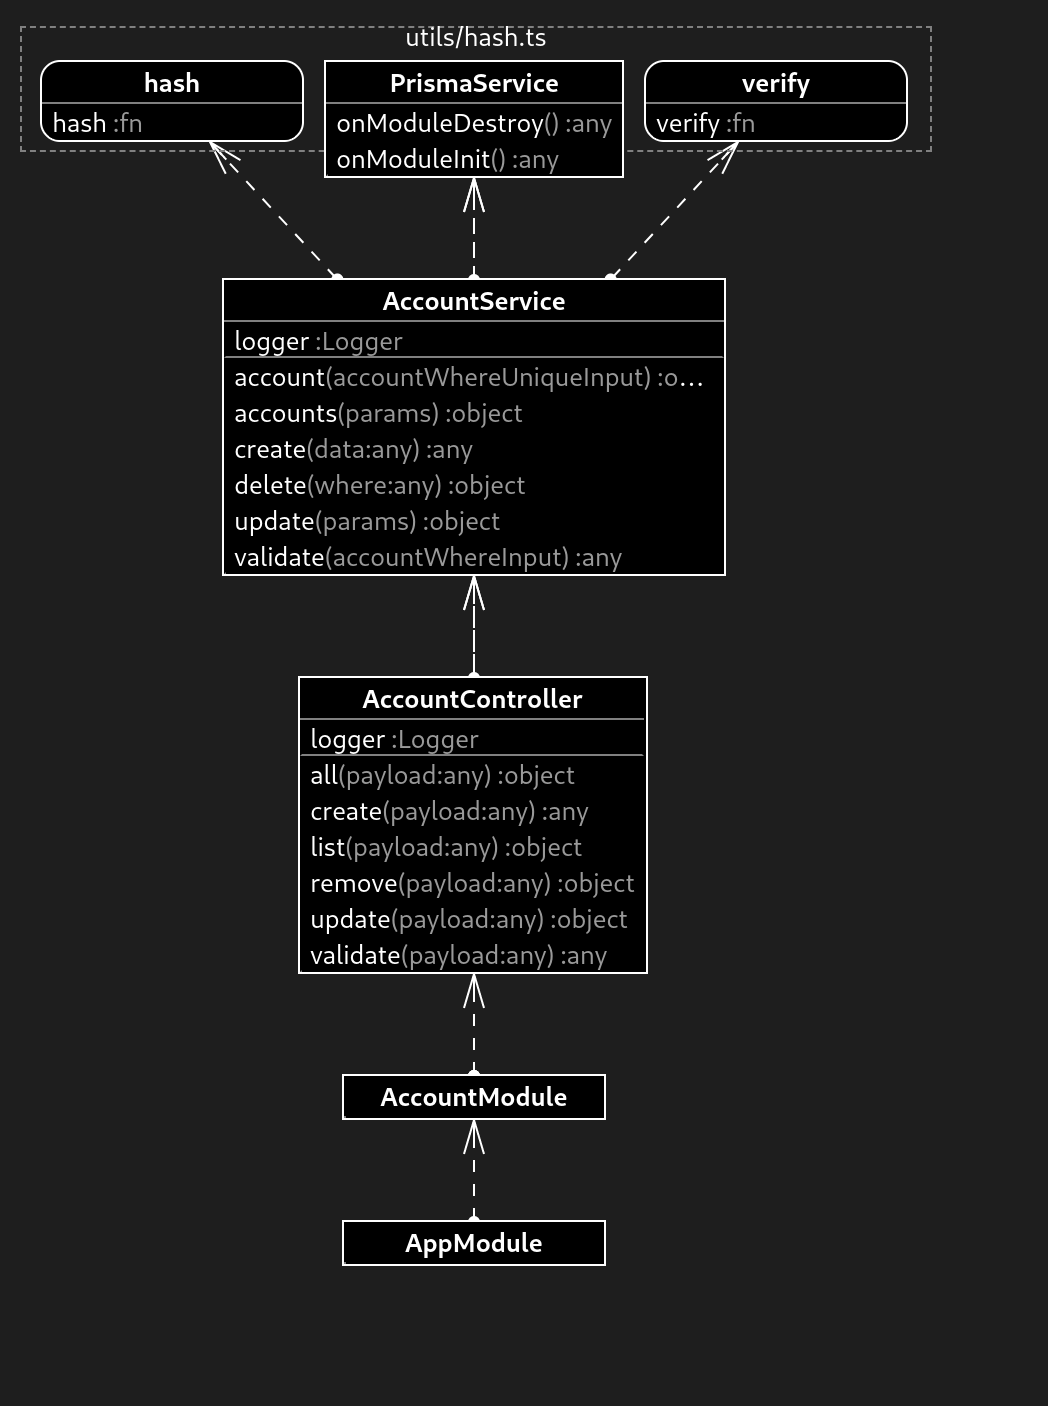 utils/hash.ts
hash
hash :fn
PrismaService
onModuleDestroy() :any
onModuleInit() :any
verify
verify :fn
AccountService
logger :Logger
account(accountWhereUniqueInput) :o...
accounts(params) :object
create(data:any) :any
delete(where:any) :object
update(params) :object
validate(accountWhereInput) :any
AccountController
logger :Logger
all(payload:any) :object
create(payload:any) :any
list(payload:any) :object
remove(payload:any) :object
update(payload:any) :object
validate(payload:any) :any
AccountModule
AppModule